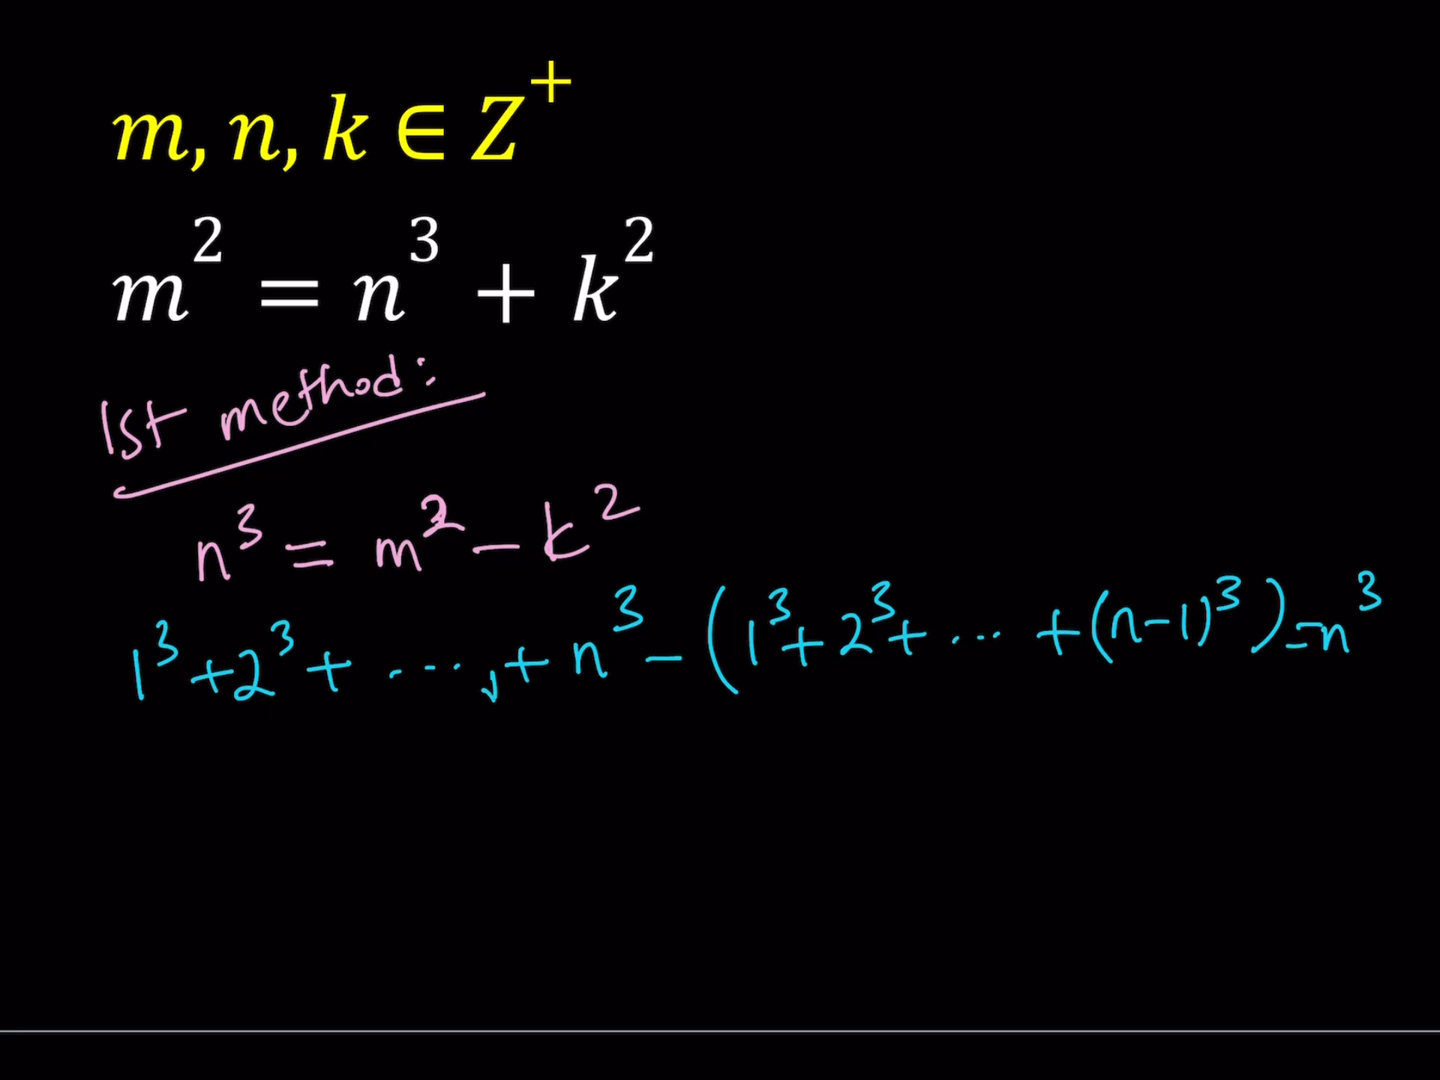 m, n, k ∈ Z⁺
m² = n³ + k²
1st method:
n³ = m² − k²
1³ + 2³ + ...., + n³ − (1³ + 2³ + ... + (n−1)³) = n³